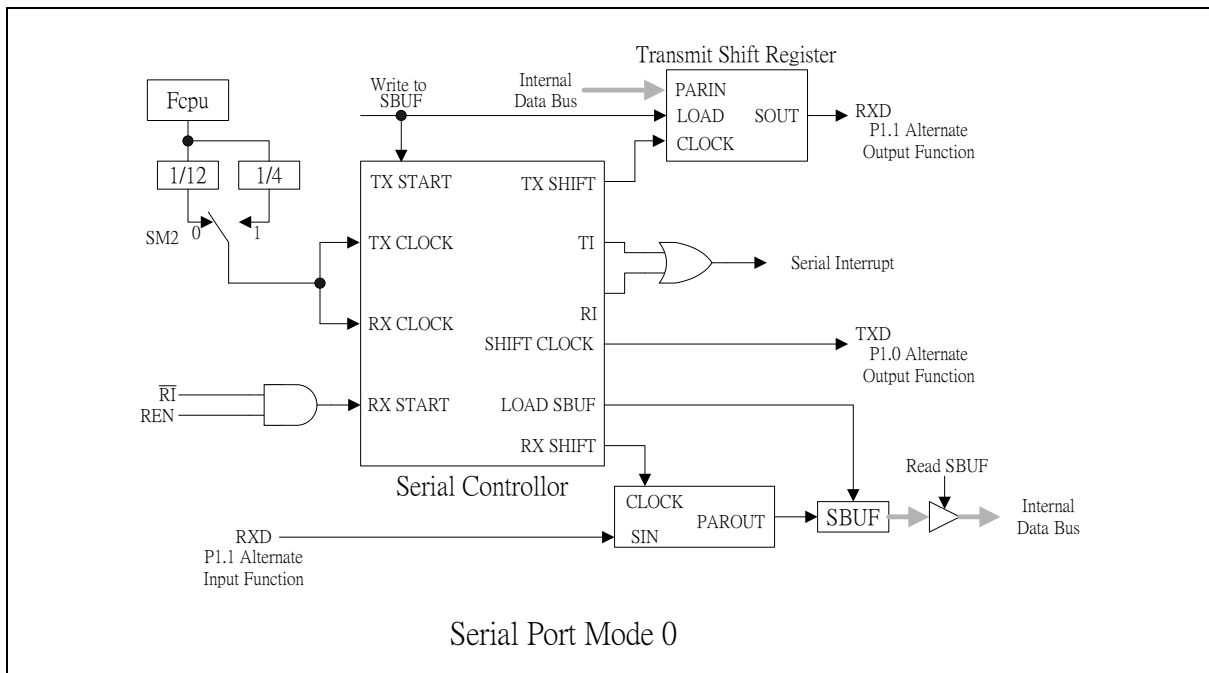 Transmit Shift Register
Fcpu
Write to
SBUF
Internal
Data Bus
PARIN
LOAD
SOUT
CLOCK
RXD
P1.1 Alternate
Output Function
1/12
1/4
SM2
0
1
TX START
TX SHIFT
TX CLOCK
TI
Serial Interrupt
RI
RX CLOCK
SHIFT CLOCK
TXD
P1.0 Alternate
Output Function
R̅I̅
REN
RX START
LOAD SBUF
RX SHIFT
Serial Controllor
Read SBUF
CLOCK
PAROUT
SIN
SBUF
Internal
Data Bus
RXD
P1.1 Alternate
Input Function
Serial Port Mode 0